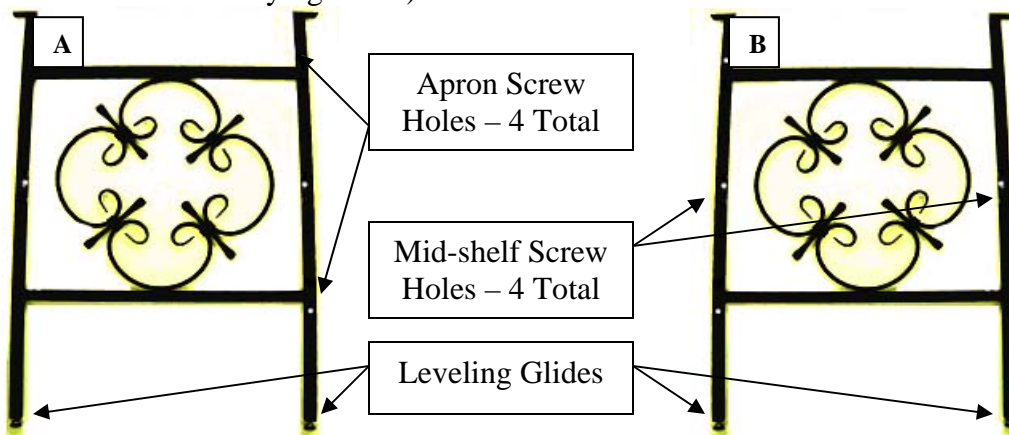 A
B
Apron Screw
Holes – 4 Total
Mid-shelf Screw
Holes – 4 Total
Leveling Glides